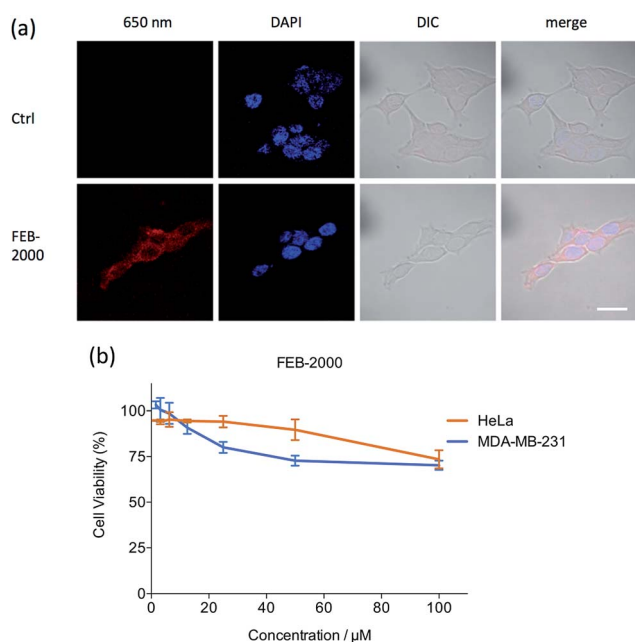 (a)
650 nm DAPI DIC merge
Ctrl
FEB-
2000
(b)
FEB-2000
100
75
50
25
0
Cell Viability (%)
HeLa
MDA-MB-231
0 20 40 60 80 100
Concentration / µM